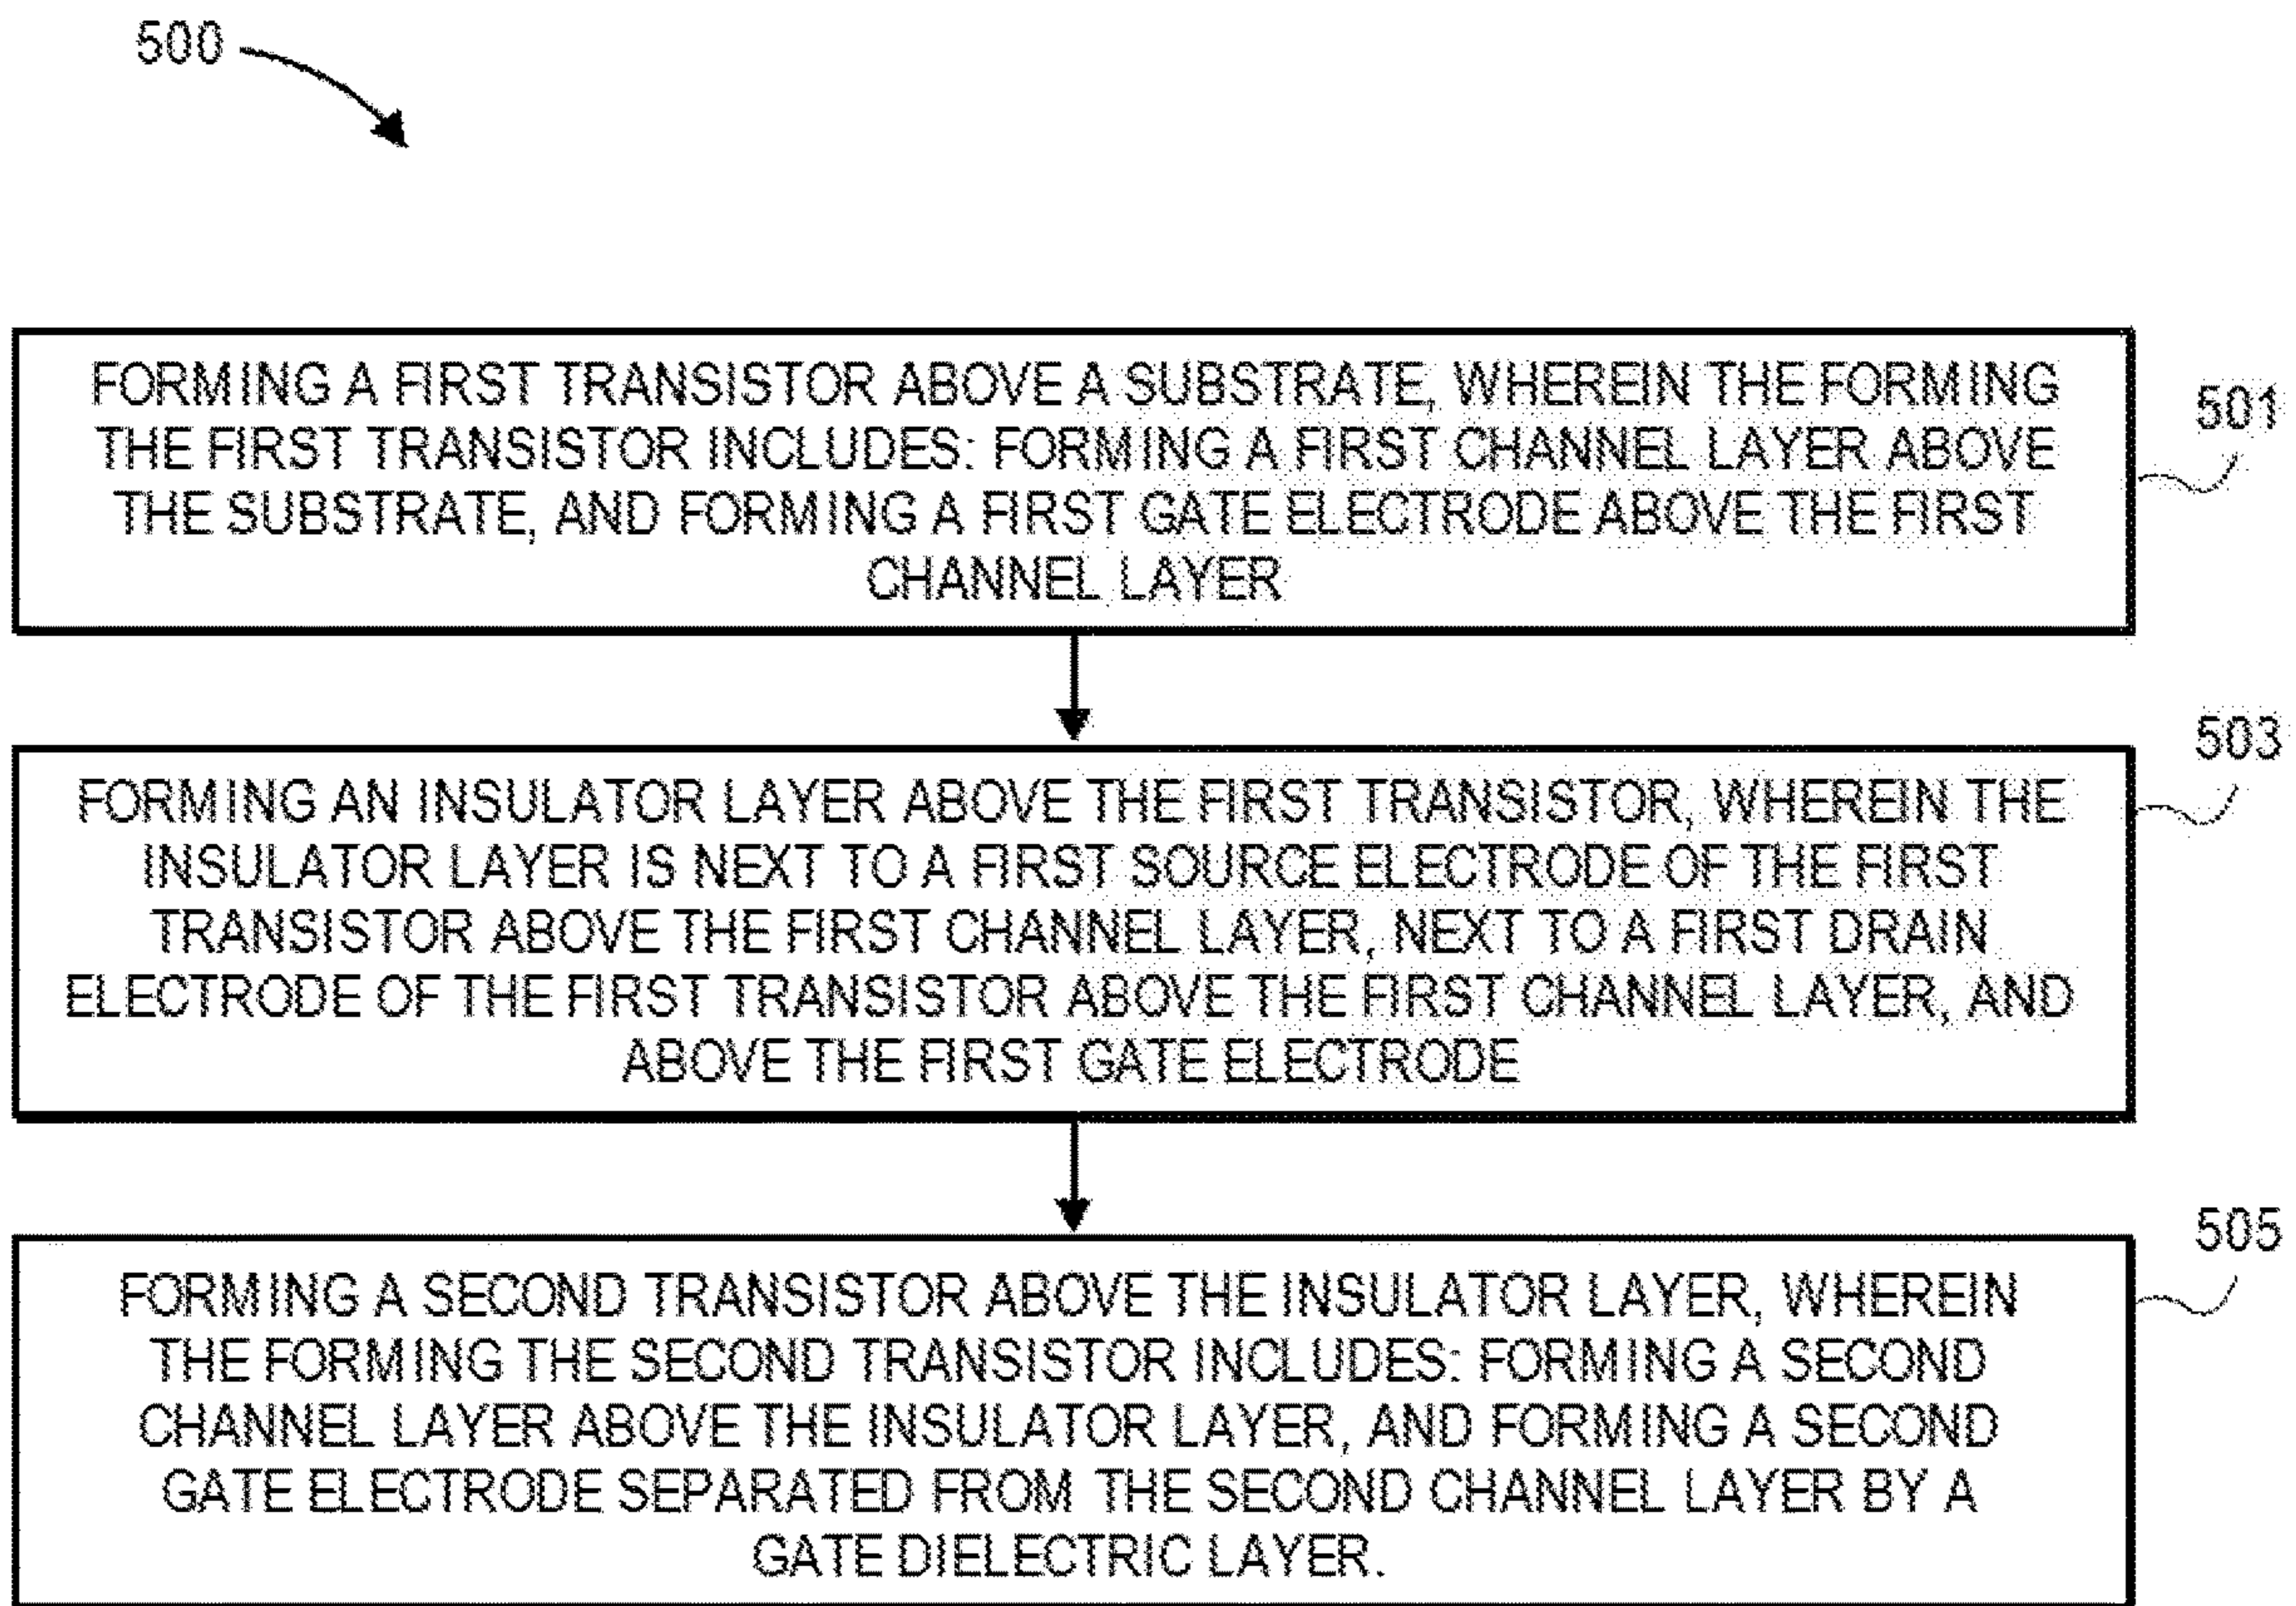 500
FORMING A FIRST TRANSISTOR ABOVE A SUBSTRATE, WHEREIN THE FORMING
THE FIRST TRANSISTOR INCLUDES: FORMING A FIRST CHANNEL LAYER ABOVE
THE SUBSTRATE, AND FORMING A FIRST GATE ELECTRODE ABOVE THE FIRST
CHANNEL LAYER
501
FORMING AN INSULATOR LAYER ABOVE THE FIRST TRANSISTOR, WHEREIN THE
INSULATOR LAYER IS NEXT TO A FIRST SOURCE ELECTRODE OF THE FIRST
TRANSISTOR ABOVE THE FIRST CHANNEL LAYER, NEXT TO A FIRST DRAIN
ELECTRODE OF THE FIRST TRANSISTOR ABOVE THE FIRST CHANNEL LAYER, AND
ABOVE THE FIRST GATE ELECTRODE
503
FORMING A SECOND TRANSISTOR ABOVE THE INSULATOR LAYER, WHEREIN
THE FORMING THE SECOND TRANSISTOR INCLUDES: FORMING A SECOND
CHANNEL LAYER ABOVE THE INSULATOR LAYER, AND FORMING A SECOND
GATE ELECTRODE SEPARATED FROM THE SECOND CHANNEL LAYER BY A
GATE DIELECTRIC LAYER.
505